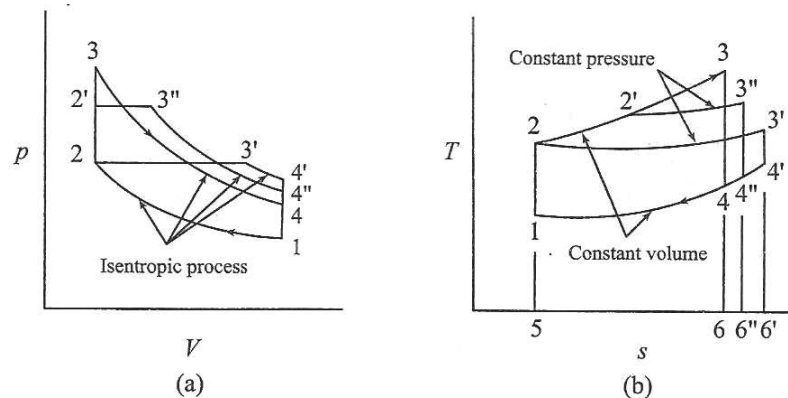 3
2'
3"
p
2
3'
4'
4"
4
1
Isentropic process
V
(a)
3
Constant pressure
3"
2'
3'
2
T
4'
4 4"
1
Constant volume
5
6 6" 6'
s
(b)